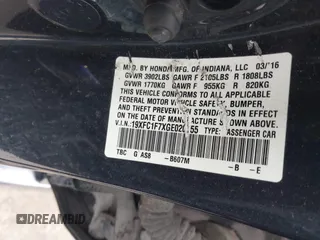 MFD. BY HONDA MFG. OF INDIANA, LLC 03/16
GVWR 3902LBS GAWR F 2105LBS R 1808LBS
GVWR 1770KG GAWR F 955KG R 820KG
THIS VEHICLE CONFORMS TO ALL APPLICABLE
FEDERAL MOTOR VEHICLE SAFETY, BUMPER,
AND THEFT PREVENTION STANDARDS IN
EFFECT ON THE DATE OF MANUFACTURE SHOWN ABOVE.
V.I.N.: TYPE: PASSENGER CAR
TBC G AS8 - B607M - B - E
DREAMBID